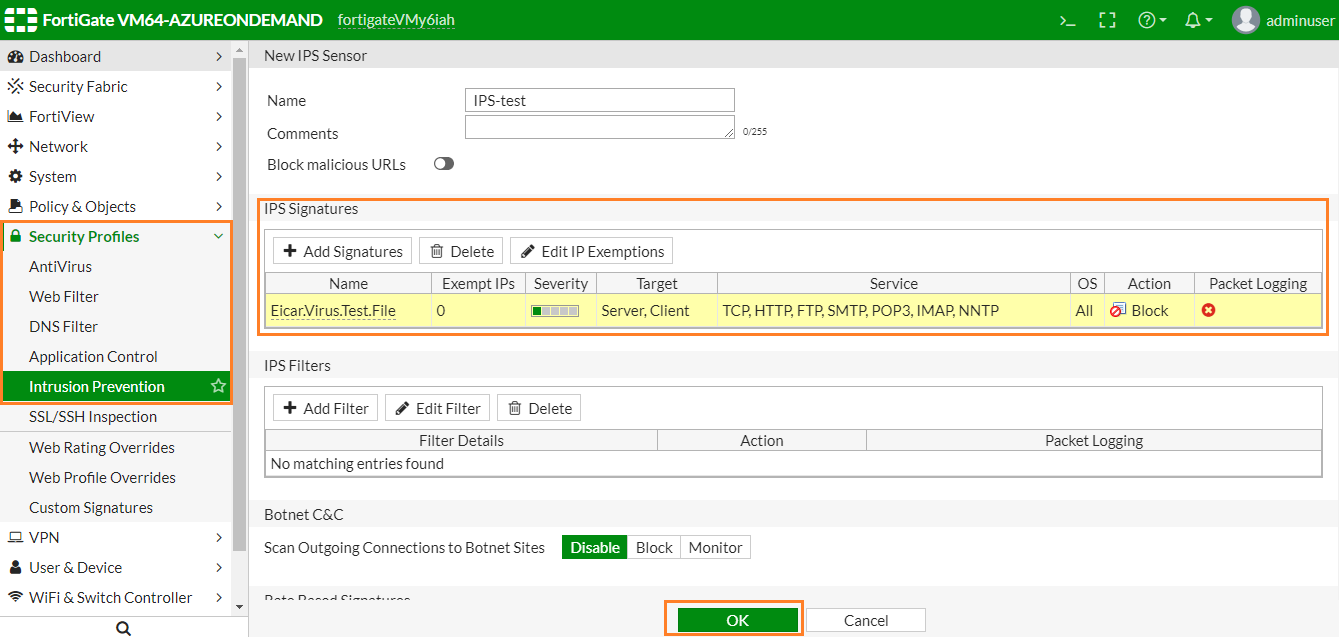 FortiGate VM64-AZUREONDEMAND fortigateVMy6iah
adminuser
Dashboard
Security Fabric
FortiView
Network
System
Policy & Objects
Security Profiles
AntiVirus
Web Filter
DNS Filter
Application Control
Intrusion Prevention
SSL/SSH Inspection
Web Rating Overrides
Web Profile Overrides
Custom Signatures
VPN
User & Device
WiFi & Switch Controller
New IPS Sensor
Name IPS-test
Comments 0/255
Block malicious URLs
IPS Signatures
Add Signatures Delete Edit IP Exemptions
Name Exempt IPs Severity Target Service OS Action Packet Logging
Eicar.Virus.Test.File 0 Server, Client TCP, HTTP, FTP, SMTP, POP3, IMAP, NNTP All Block
IPS Filters
Add Filter Edit Filter Delete
Filter Details Action Packet Logging
No matching entries found
Botnet C&C
Scan Outgoing Connections to Botnet Sites Disable Block Monitor
Rate Based Signatures
OK Cancel